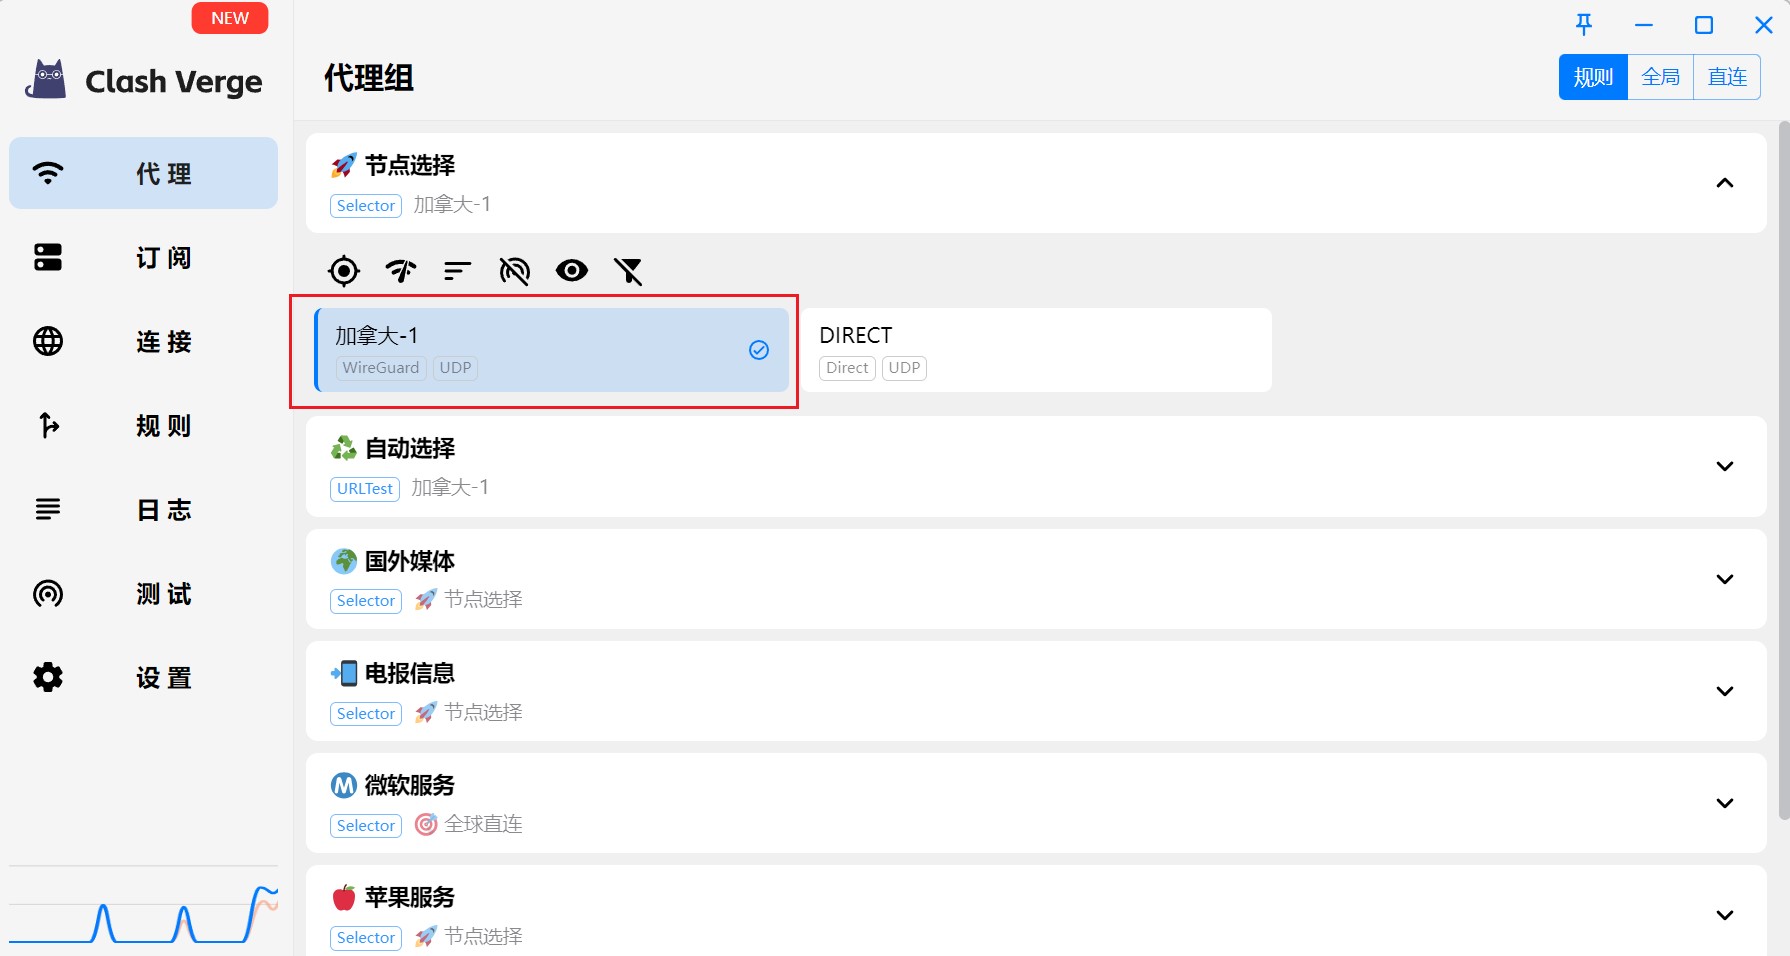 NEW
Clash Verge
代理
订阅
连接
规则
日志
测试
设置
代理组
规则 全局 直连
节点选择
Selector 加拿大-1
加拿大-1
WireGuard UDP
DIRECT
Direct UDP
自动选择
URLTest 加拿大-1
国外媒体
Selector 节点选择
电报信息
Selector 节点选择
微软服务
Selector 全球直连
苹果服务
Selector 节点选择